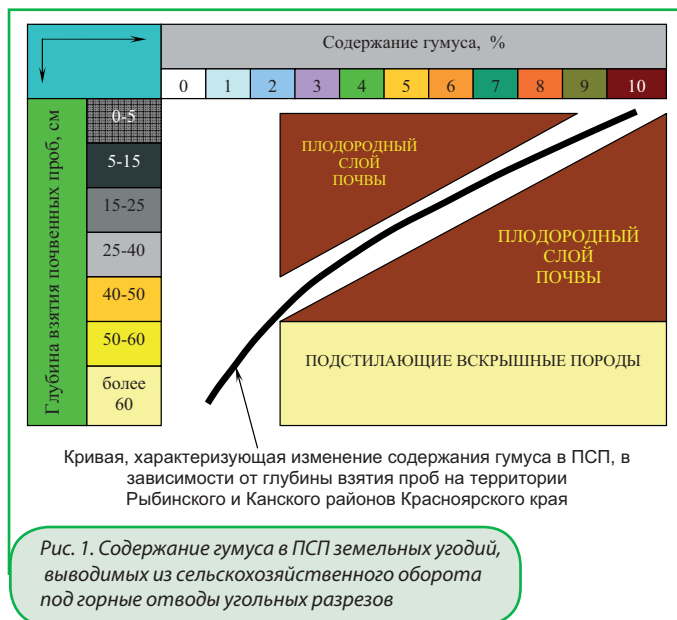 Содержание гумуса, %
0 1 2 3 4 5 6 7 8 9 10
Глубина взятия почвенных проб, см
0-5
5-15
15-25
25-40
40-50
50-60
более
60
ПЛОДОРОДНЫЙ
СЛОЙ
ПОЧВЫ
ПЛОДОРОДНЫЙ
СЛОЙ
ПОЧВЫ
ПОДСТИЛАЮЩИЕ ВСКРЫШНЫЕ ПОРОДЫ
Кривая, характеризующая изменение содержания гумуса в ПСП, в
зависимости от глубины взятия проб на территории
Рыбинского и Канского районов Красноярского края
Рис. 1. Содержание гумуса в ПСП земельных угодий,
выводимых из сельскохозяйственного оборота
под горные отводы угольных разрезов